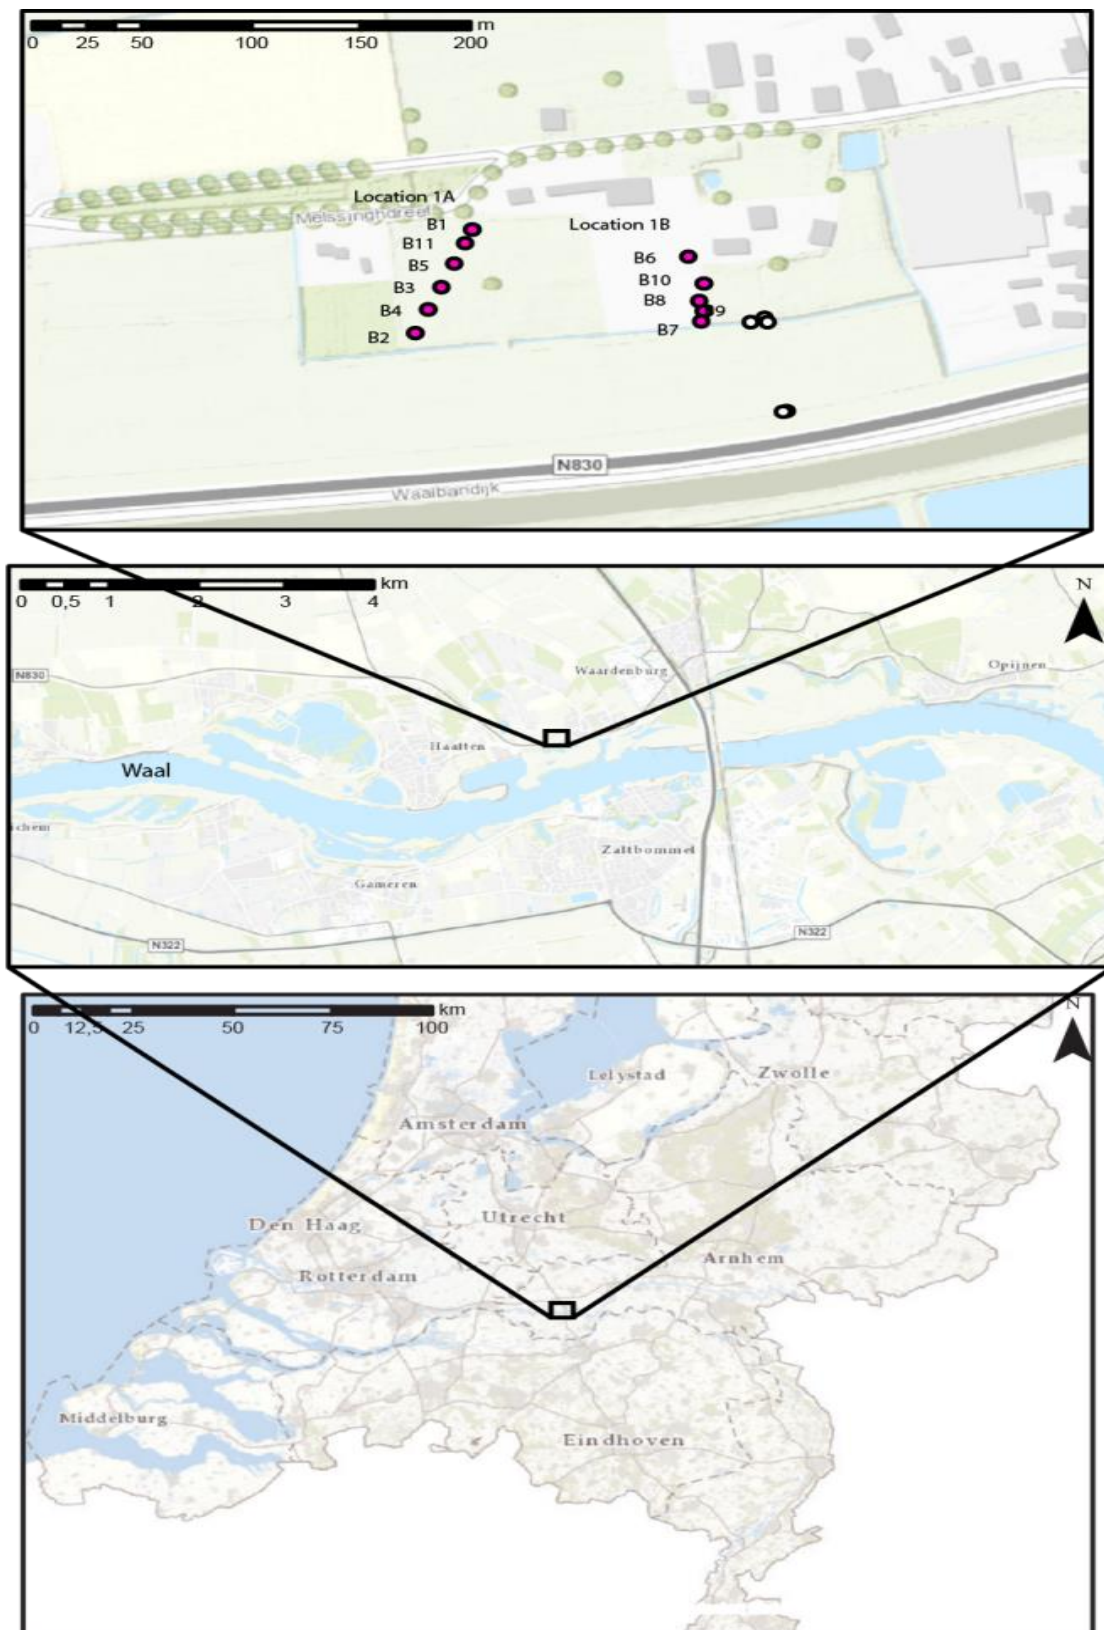 m
0 25 50 100 150 200
Location 1A
B1
Location 1B
B11
B6
B5
B10
B3
B8
B4
9
B7
B2
N830
Waalbandijk
km
0 0,5 1 2 3 4
N
Waardenburg
Opijnen
N830
Haaften
Waal
chem
Zaltbommel
Gameren
N322
N322
km
0 12,5 25 50 75 100
N
Lelystad
Zwolle
Amsterdam
Utrecht
Den Haag
Arnhem
Rotterdam
Middelburg
Eindhoven